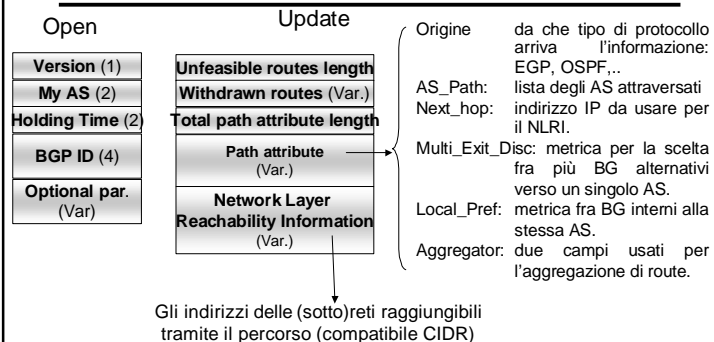 Open
Version (1)
My AS (2)
Holding Time (2)
BGP ID (4)
Optional par.
(Var)
Update
Unfeasible routes length
Withdrawn routes (Var.)
Total path attribute length
Path attribute
(Var.)
Network Layer
Reachability Information
(Var.)
Origine da che tipo di protocollo
arriva l'informazione:
EGP, OSPF,..
AS_Path: lista degli AS attraversati
Next_hop: indirizzo IP da usare per
il NLRI.
Multi_Exit_Disc: metrica per la scelta
fra più BG alternativi
verso un singolo AS.
Local_Pref: metrica fra BG interni alla
stessa AS.
Aggregator: due campi usati per
l'aggregazione di route.
Gli indirizzi delle (sotto)reti raggiungibili
tramite il percorso (compatibile CIDR)